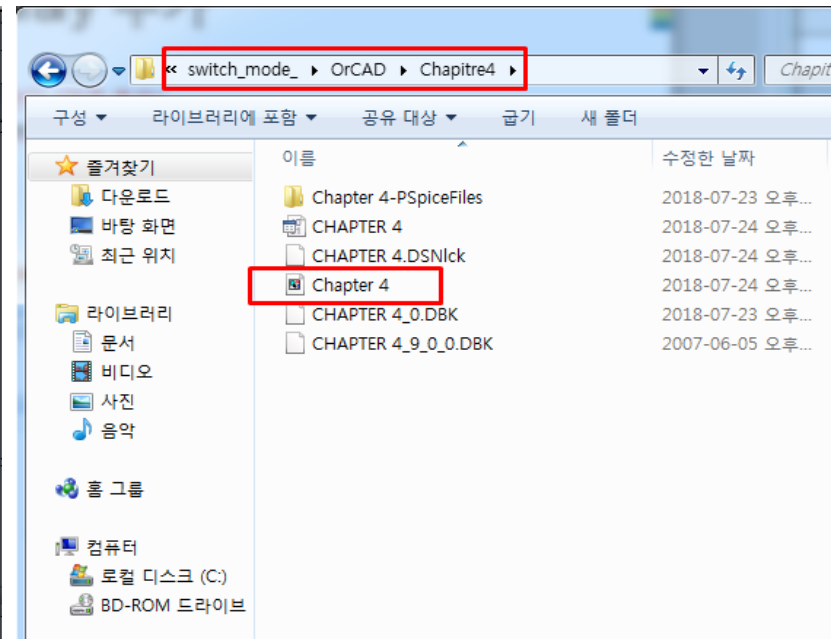 « switch_mode_ ▸ OrCAD ▸ Chapitre4 ▸
구성 ▼ 라이브러리에 포함 ▼ 공유 대상 ▼ 굽기 새 폴더
즐겨찾기
다운로드
바탕 화면
최근 위치
라이브러리
문서
비디오
사진
음악
홈 그룹
컴퓨터
로컬 디스크 (C:)
BD-ROM 드라이브
이름 수정한 날짜
Chapter 4-PSpiceFiles 2018-07-23 오후...
CHAPTER 4 2018-07-24 오후...
CHAPTER 4.DSNlck 2018-07-24 오후...
Chapter 4 2018-07-24 오후...
CHAPTER 4_0.DBK 2018-07-23 오후...
CHAPTER 4_9_0_0.DBK 2007-06-05 오후...